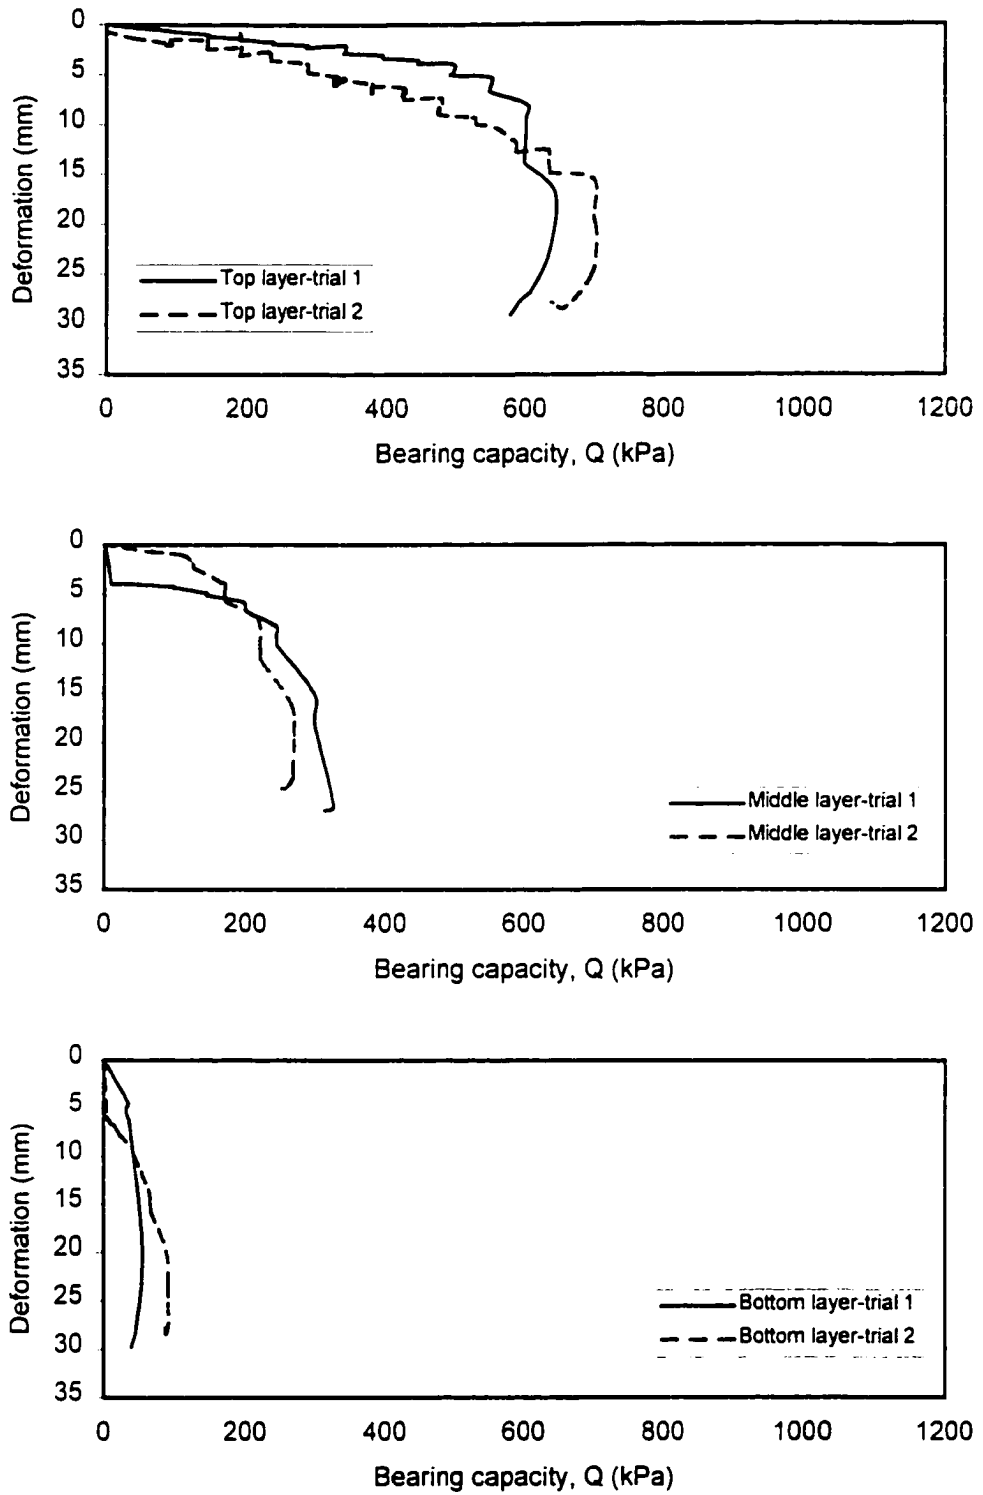 0
5
10
15
20
25
30
35
Deformation (mm)
Top layer-trial 1
Top layer-trial 2
0 200 400 600 800 1000 1200
Bearing capacity, Q (kPa)
0
5
10
15
20
25
30
35
Deformation (mm)
Middle layer-trial 1
Middle layer-trial 2
0 200 400 600 800 1000 1200
Bearing capacity, Q (kPa)
0
5
10
15
20
25
30
35
Deformation (mm)
Bottom layer-trial 1
Bottom layer-trial 2
0 200 400 600 800 1000 1200
Bearing capacity, Q (kPa)